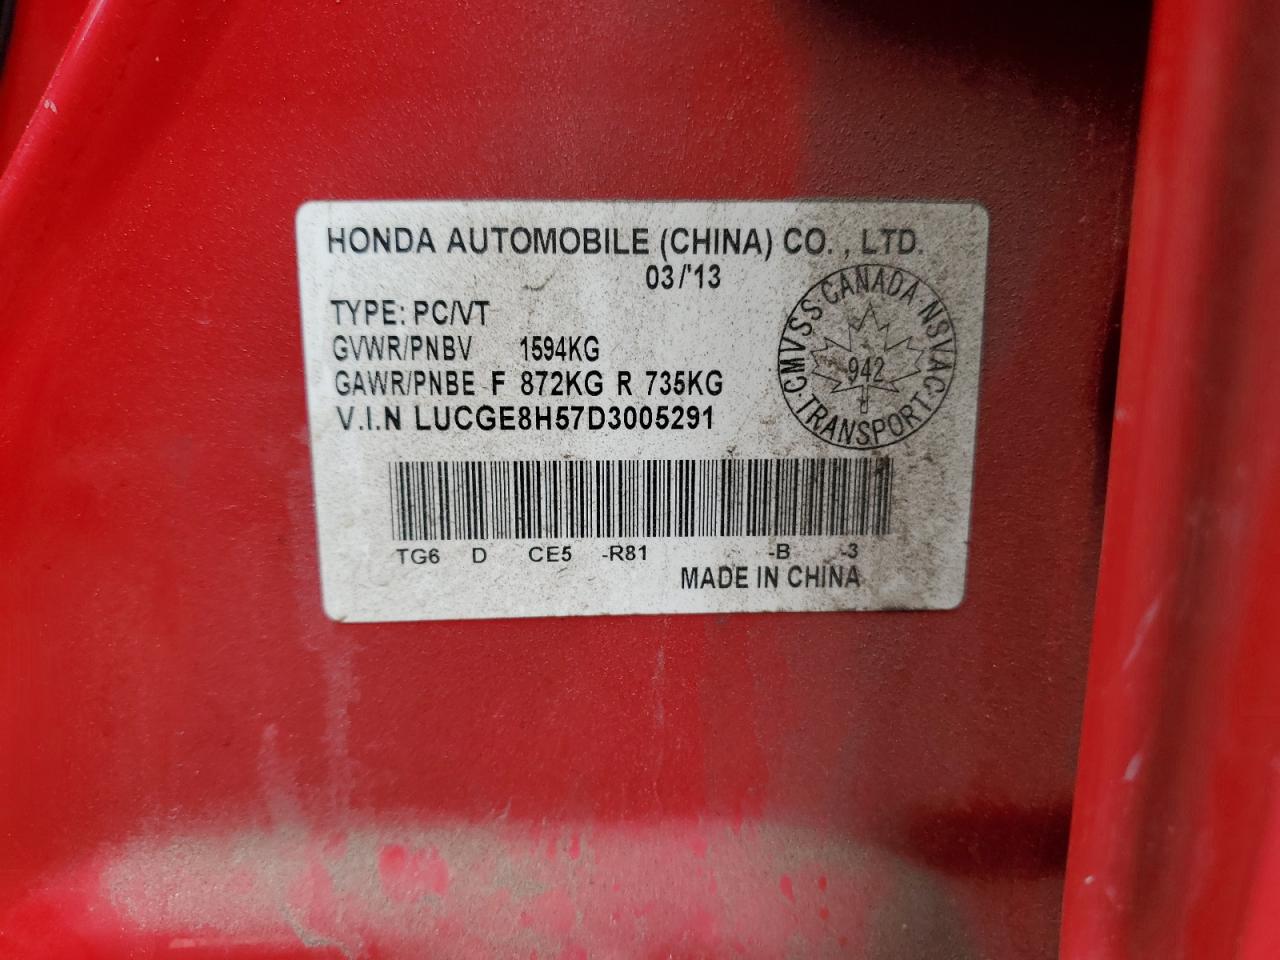 HONDA AUTOMOBILE (CHINA) CO. , LTD.
03/'13
TYPE: PC/VT
GVWR/PNBV 1594KG
GAWR/PNBE F 872KG R 735KG
V.I.N LUCGE8H57D3005291
CANADA NSVAC TRANSPORT CMVSS
942
TG6 D CE5 -R81 -B -3
MADE IN CHINA